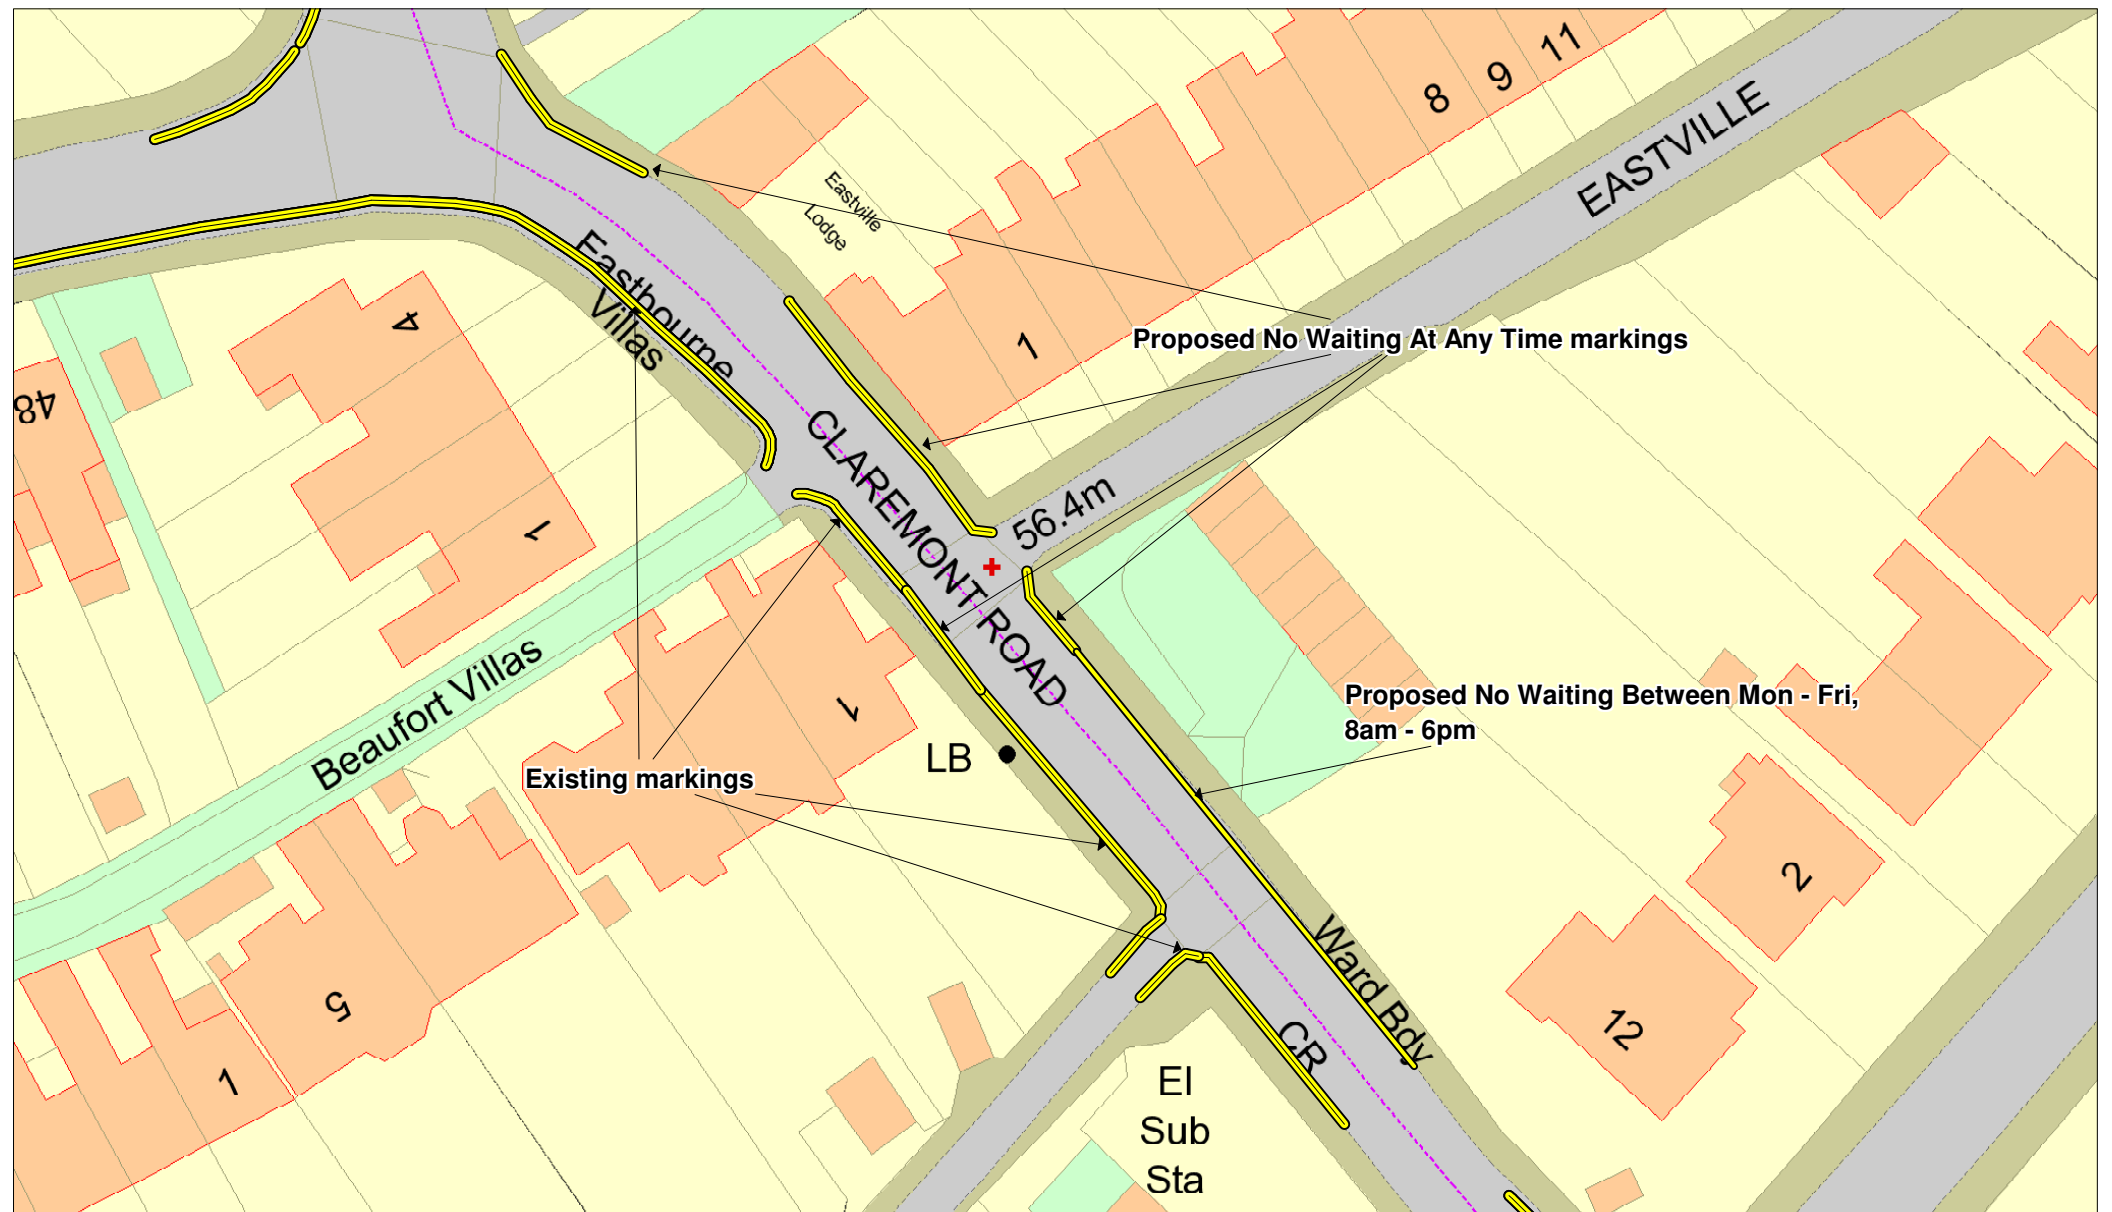 8
9
11
EASTVILLE
Eastville
Lodge
Eastbourne
Villas
4
48
1
Proposed No Waiting At Any Time markings
CLAREMONT ROAD
56.4m
1
Beaufort Villas
1
LB
Existing markings
Proposed No Waiting Between Mon - Fri,
8am - 6pm
2
Ward Bdy
12
CR
5
1
El
Sub
Sta